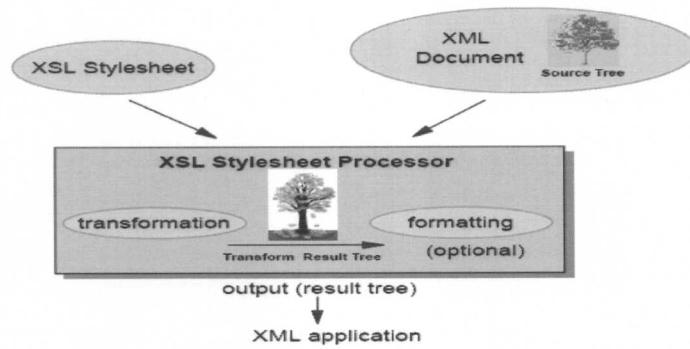 XSL Stylesheet
XML
Document
Source Tree
XSL Stylesheet Processor
transformation
formatting
(optional)
Transform Result Tree
output (result tree)
XML application